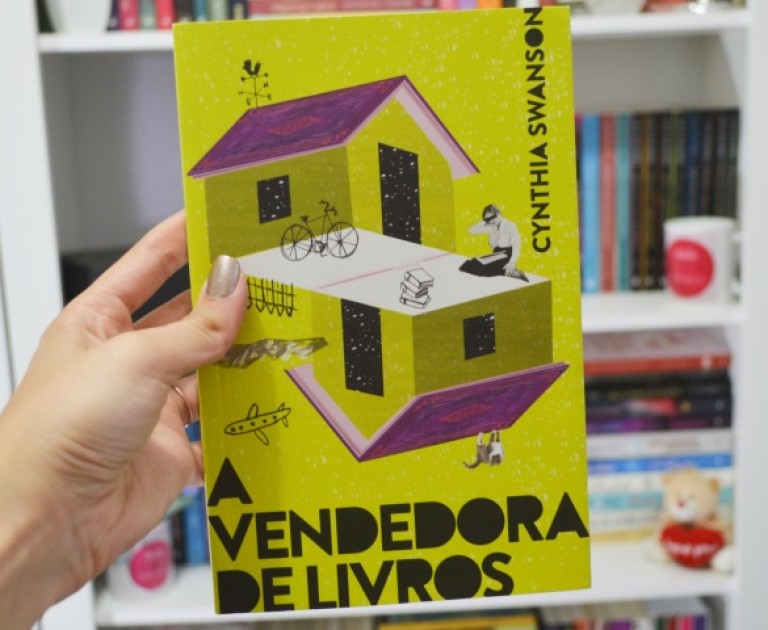 CYNTHIA SWANSON
A
VENDEDORA
DE LIVROS